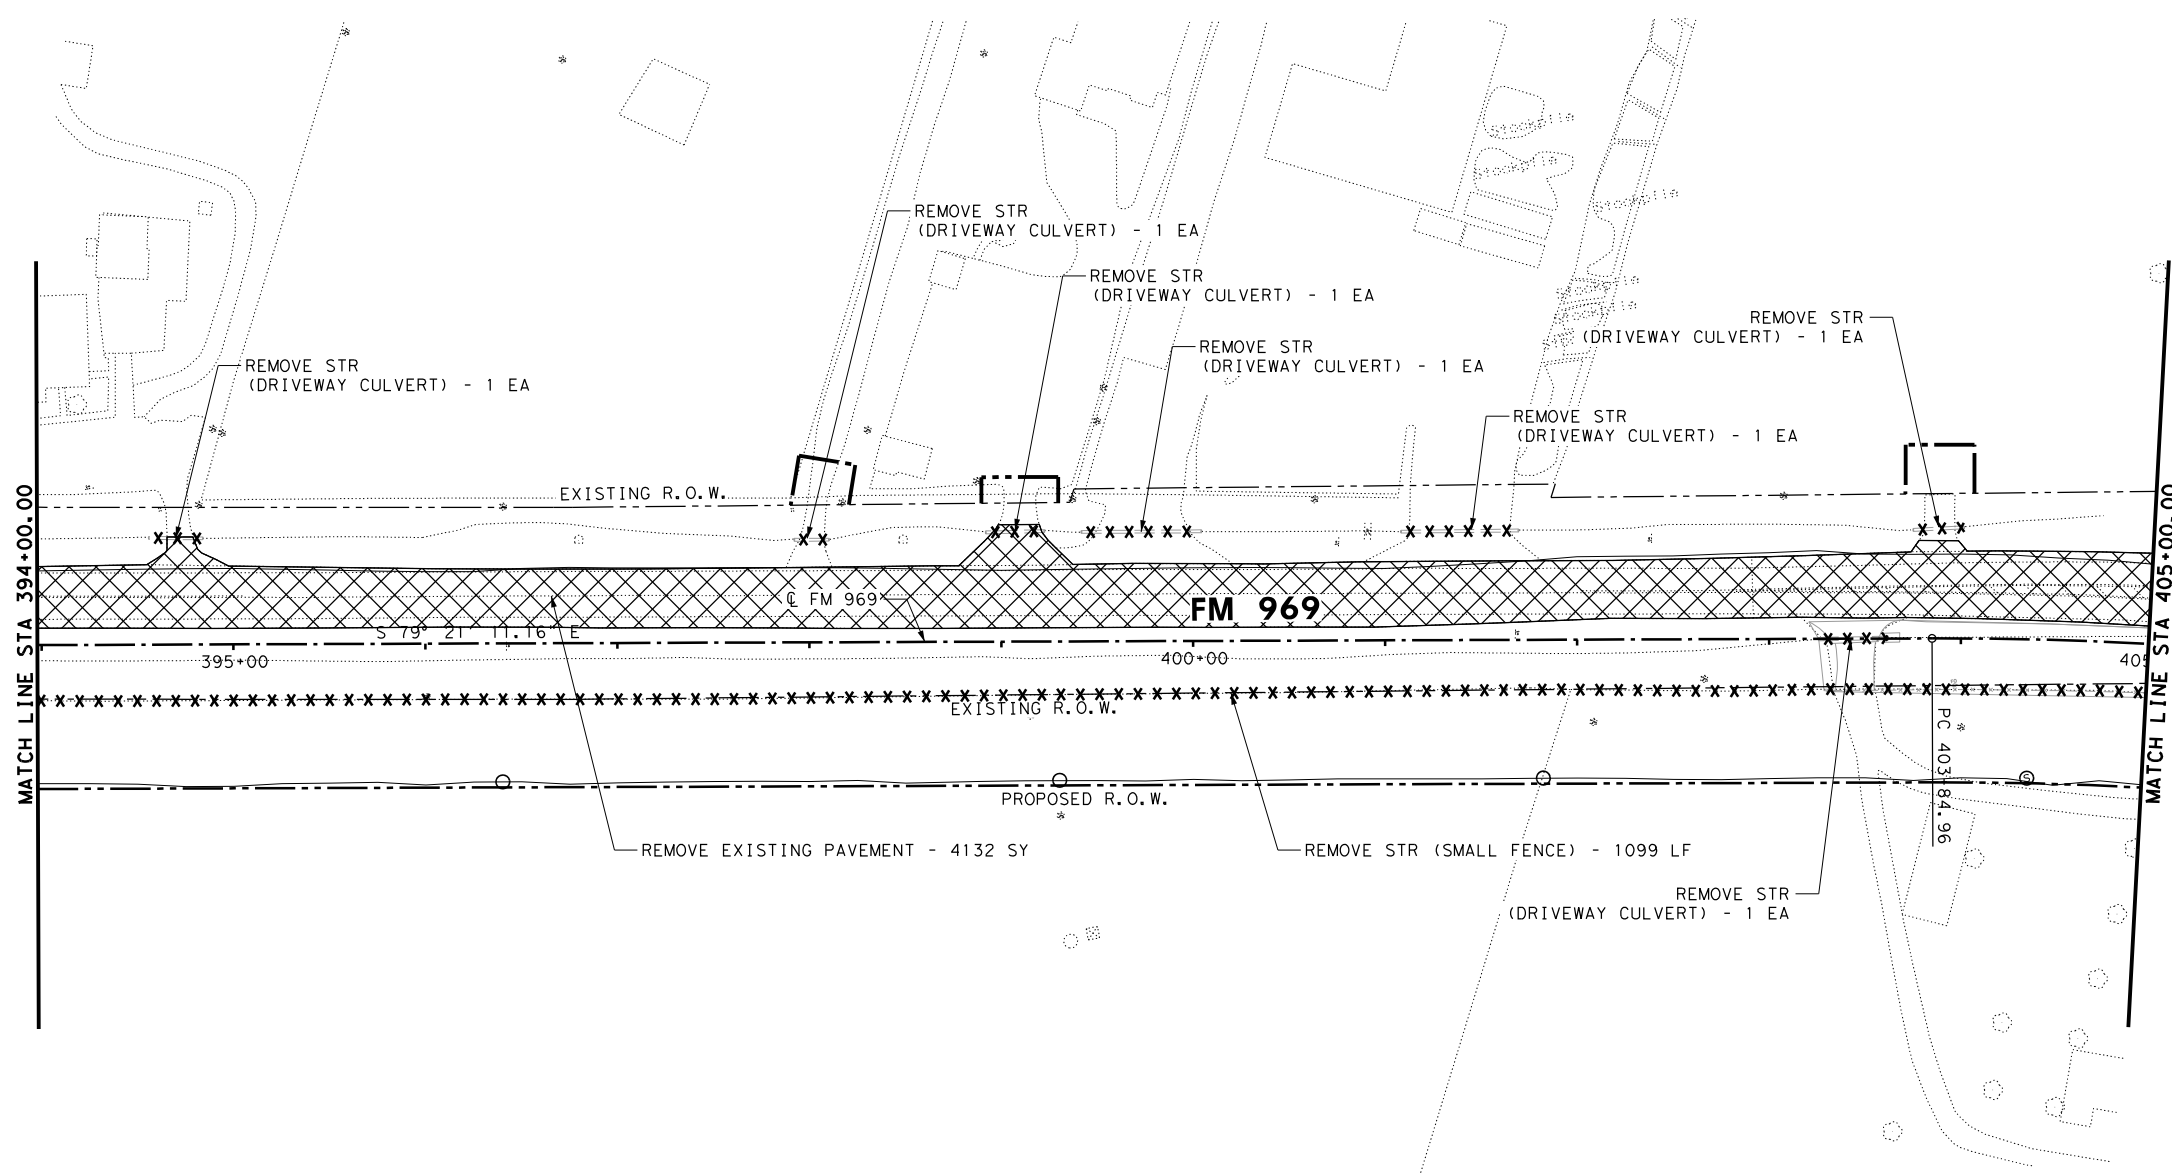 Stockpile
Stockpile
Stockpile
REMOVE STR
(DRIVEWAY CULVERT) - 1 EA
REMOVE STR
(DRIVEWAY CULVERT) - 1 EA
REMOVE STR
(DRIVEWAY CULVERT) - 1 EA
REMOVE STR
(DRIVEWAY CULVERT) - 1 EA
REMOVE STR
(DRIVEWAY CULVERT) - 1 EA
REMOVE STR
(DRIVEWAY CULVERT) - 1 EA
EXISTING R.O.W.
MATCH LINE STA 394+00.00
MATCH LINE STA 405+00.00
℄ FM 969
FM 969
S 79° 21' 11.16" E
395+00
400+00
405
EXISTING R.O.W.
PC 403+84.96
S
PROPOSED R.O.W.
REMOVE EXISTING PAVEMENT - 4132 SY
REMOVE STR (SMALL FENCE) - 1099 LF
REMOVE STR
(DRIVEWAY CULVERT) - 1 EA